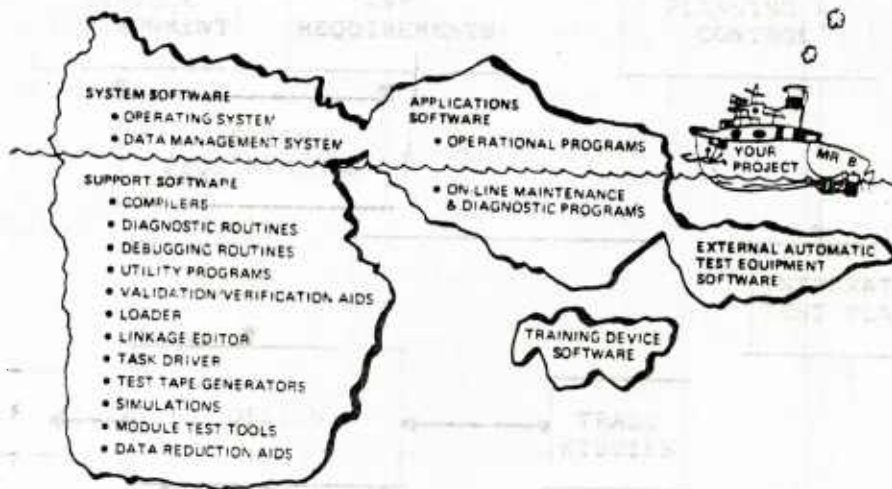 SYSTEM SOFTWARE
• OPERATING SYSTEM
• DATA MANAGEMENT SYSTEM
SUPPORT SOFTWARE
• COMPILERS
• DIAGNOSTIC ROUTINES
• DEBUGGING ROUTINES
• UTILITY PROGRAMS
• VALIDATION/VERIFICATION AIDS
• LOADER
• LINKAGE EDITOR
• TASK DRIVER
• TEST TAPE GENERATORS
• SIMULATIONS
• MODULE TEST TOOLS
• DATA REDUCTION AIDS
APPLICATIONS
SOFTWARE
• OPERATIONAL PROGRAMS
• ON-LINE MAINTENANCE
& DIAGNOSTIC PROGRAMS
YOUR
PROJECT
MR B
EXTERNAL AUTOMATIC
TEST EQUIPMENT
SOFTWARE
TRAINING DEVICE
SOFTWARE